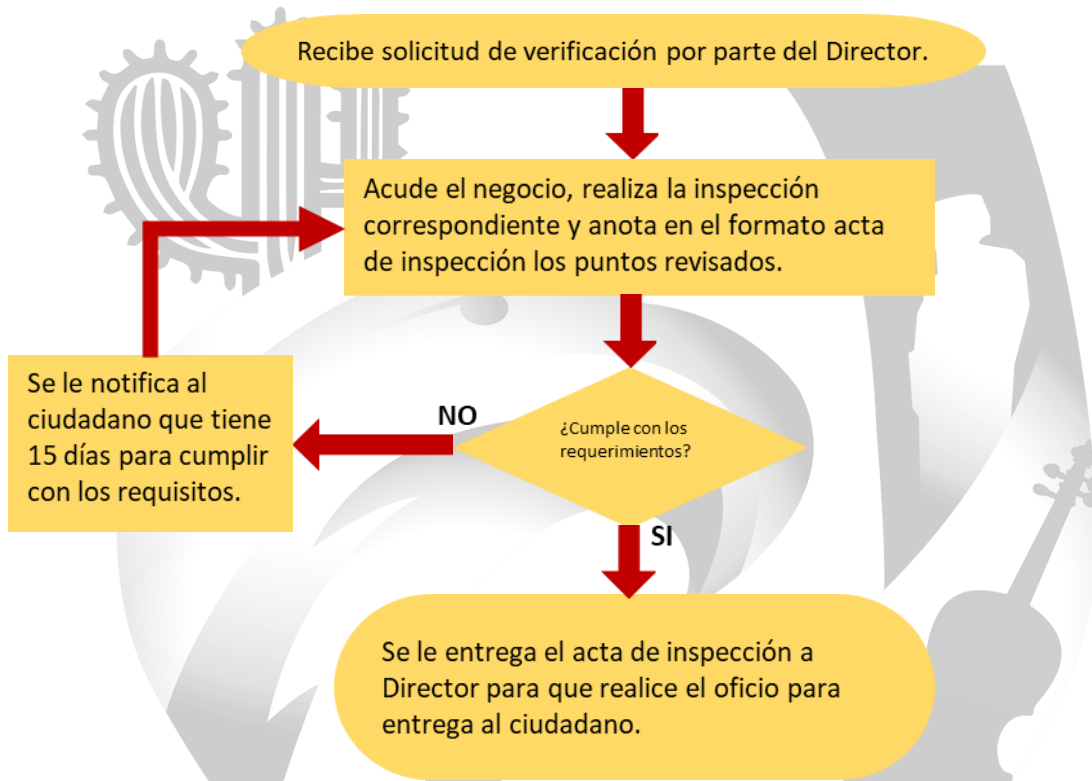 Recibe solicitud de verificación por parte del Director.
Acude el negocio, realiza la inspección
correspondiente y anota en el formato acta
de inspección los puntos revisados.
Se le notifica al
ciudadano que tiene
15 días para cumplir
con los requisitos.
NO
¿Cumple con los
requerimientos?
SI
Se le entrega el acta de inspección a
Director para que realice el oficio para
entrega al ciudadano.